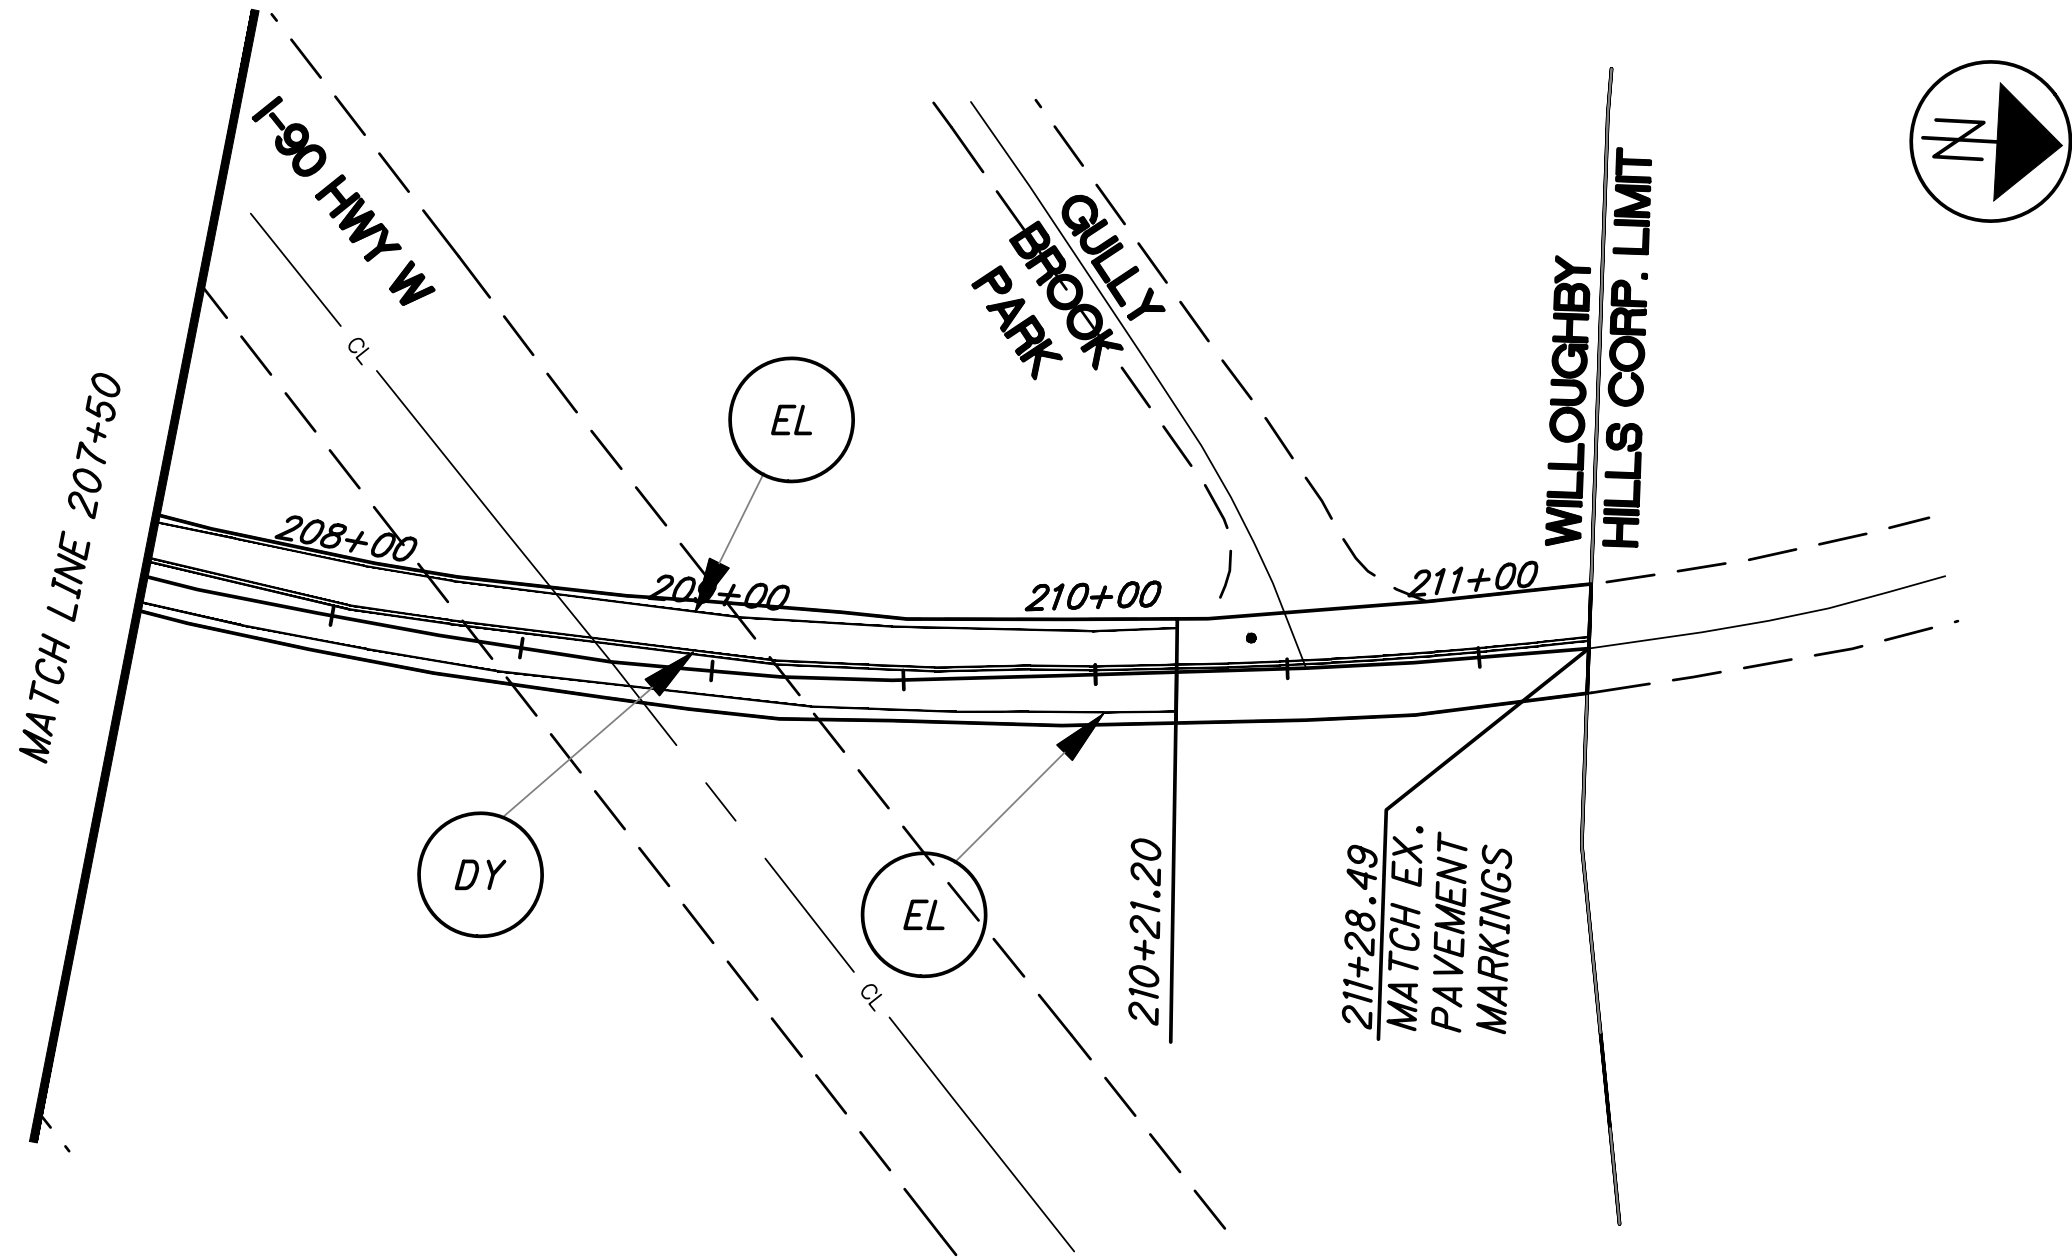 MATCH LINE 207+50
I-90 HWY W
CL
208+00
EL
209+00
DY
GULLY
BROOK
PARK
210+00
EL
CL
210+21.20
211+00
211+28.49
MATCH EX.
PAVEMENT
MARKINGS
WILLOUGHBY
HILLS CORP. LIMIT
N